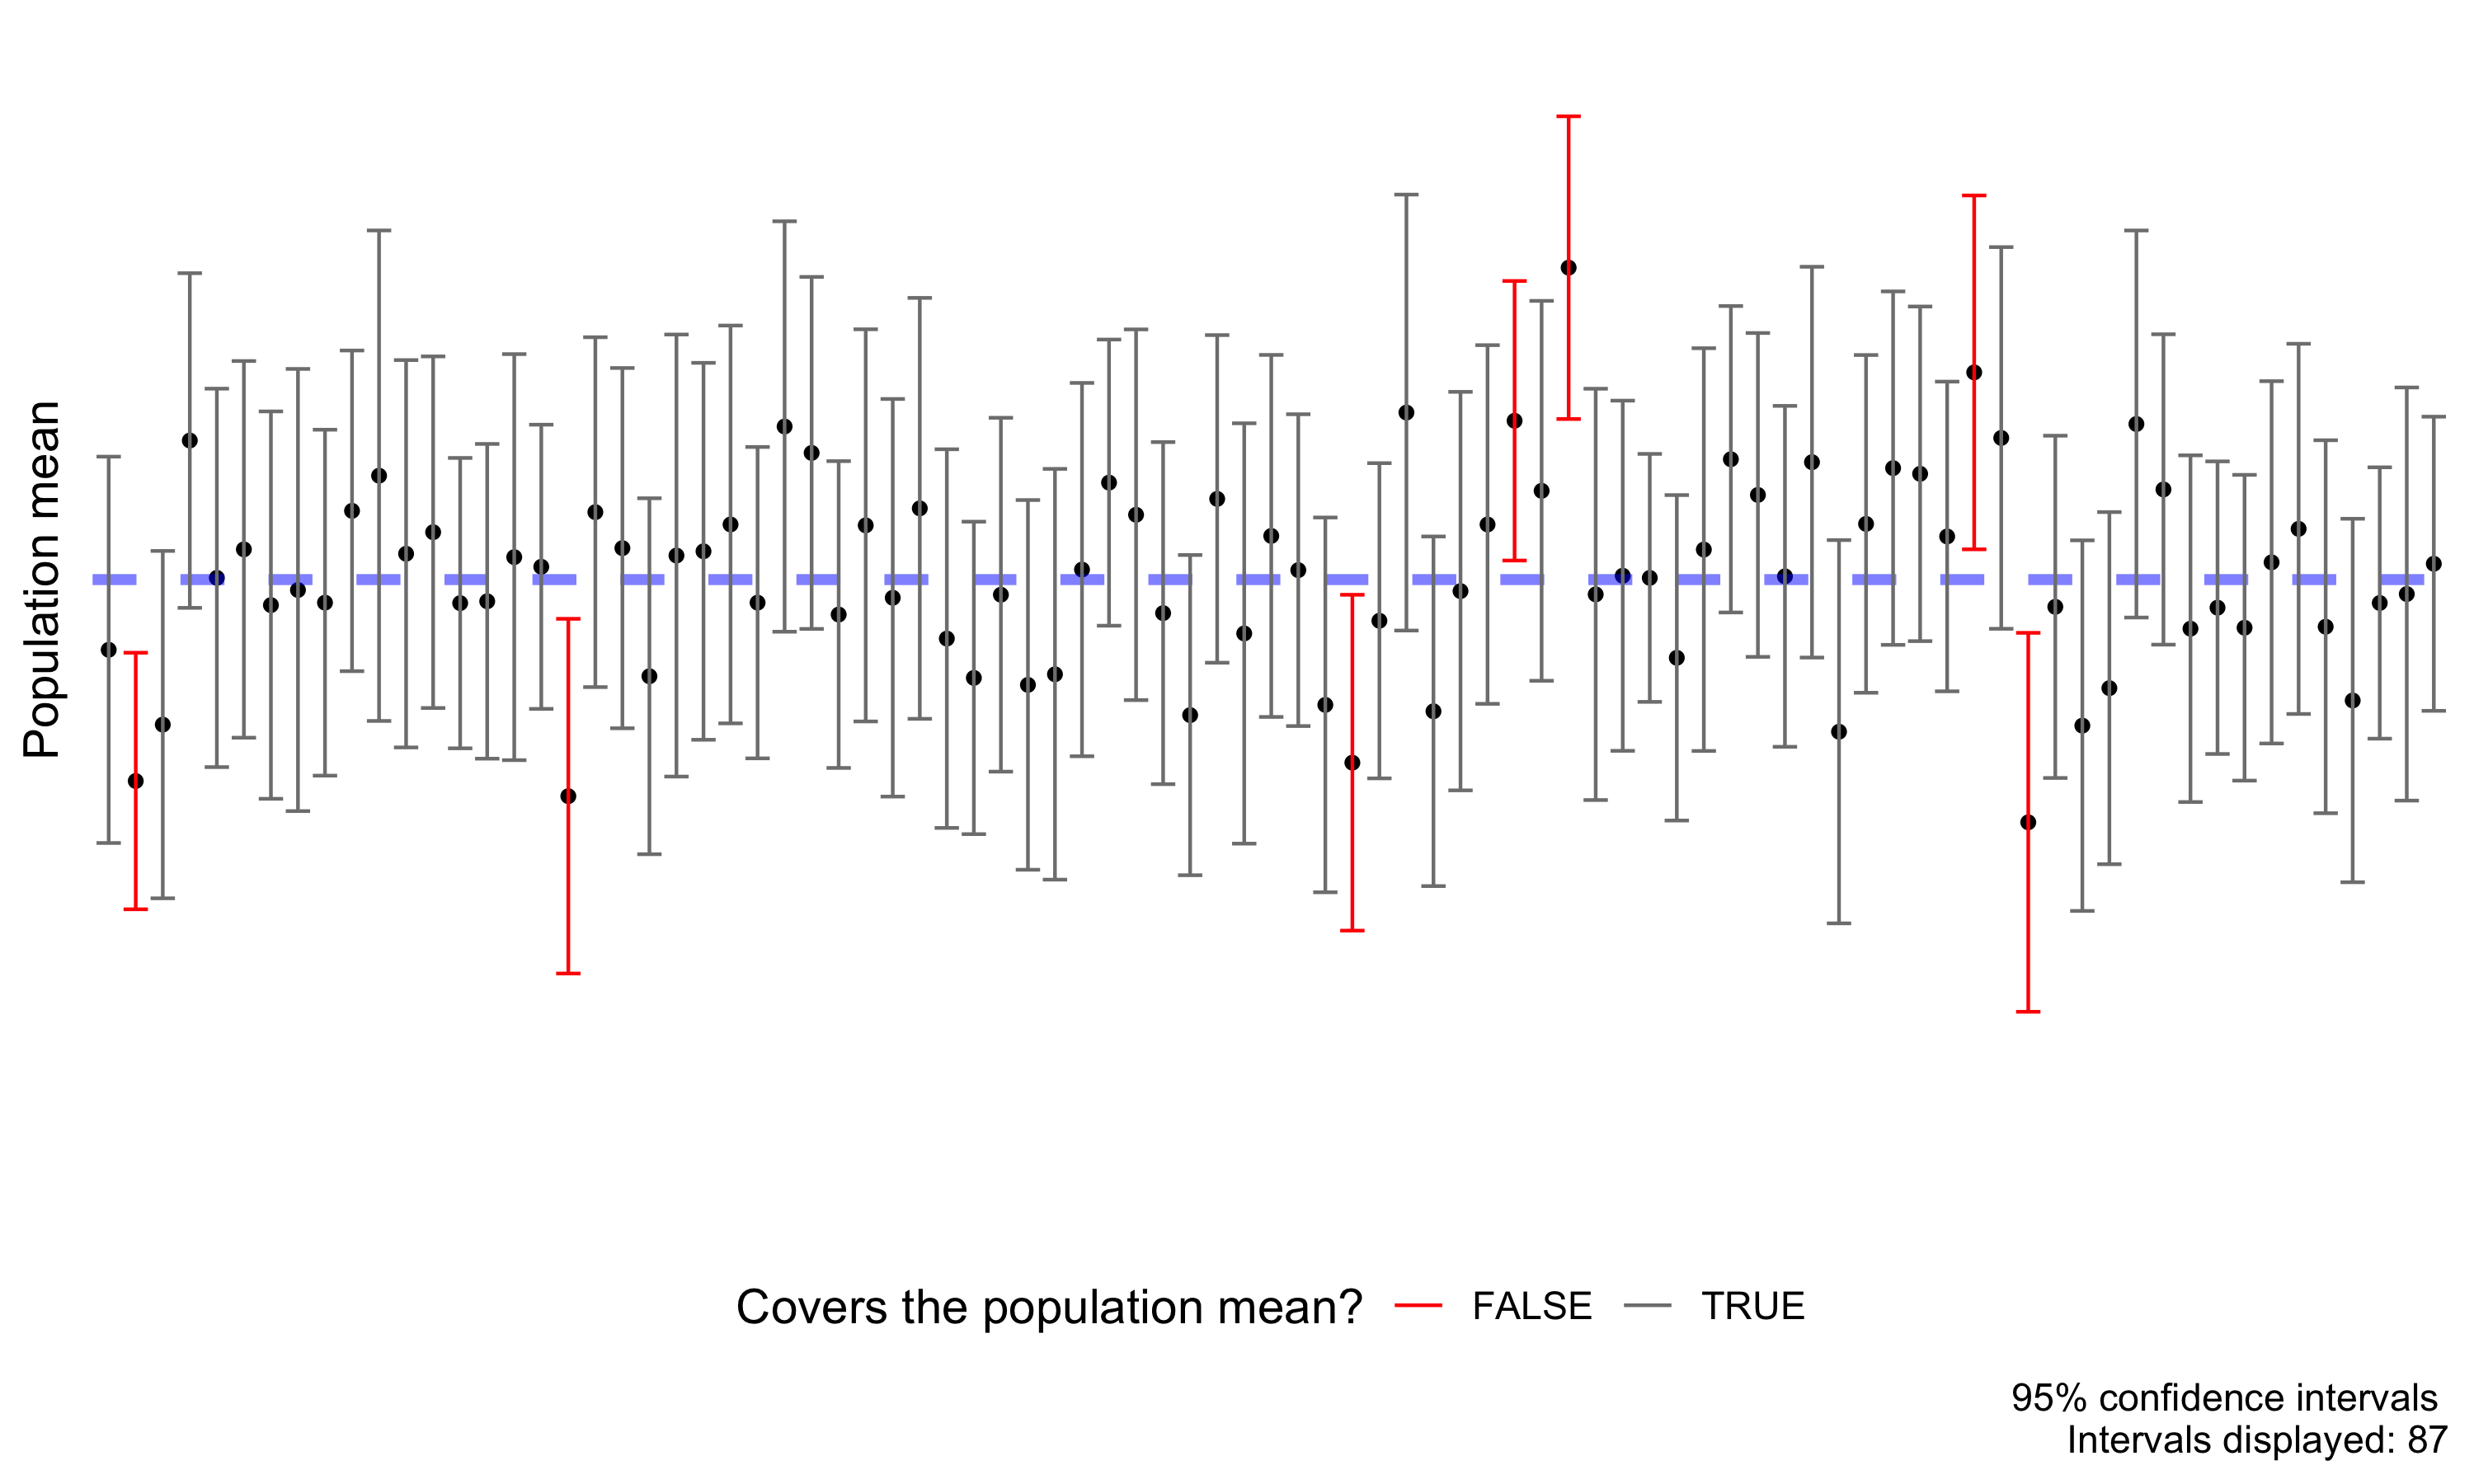 Population mean
Covers the population mean? FALSE TRUE
95% confidence intervals
Intervals displayed: 87